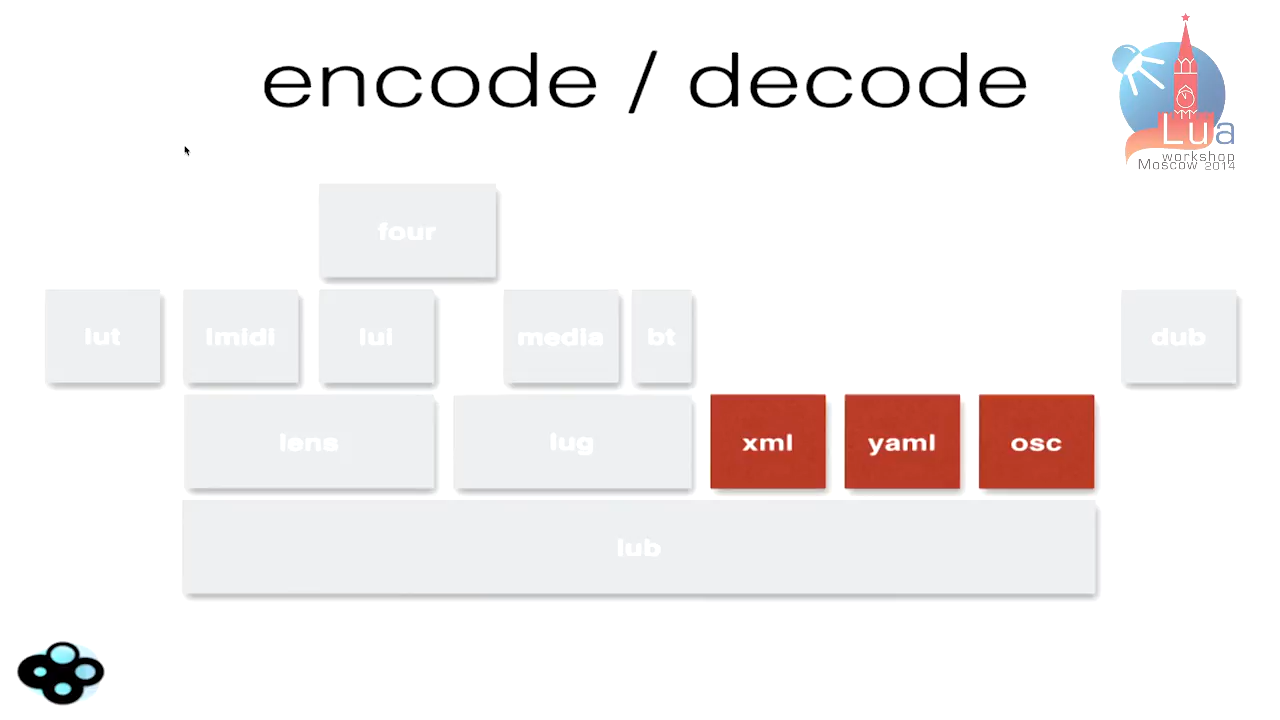 encode / decode
Lua
workshop
Moscow 2014
four
lut
lmidi
lui
media
bt
dub
lens
lug
xml
yaml
osc
lub